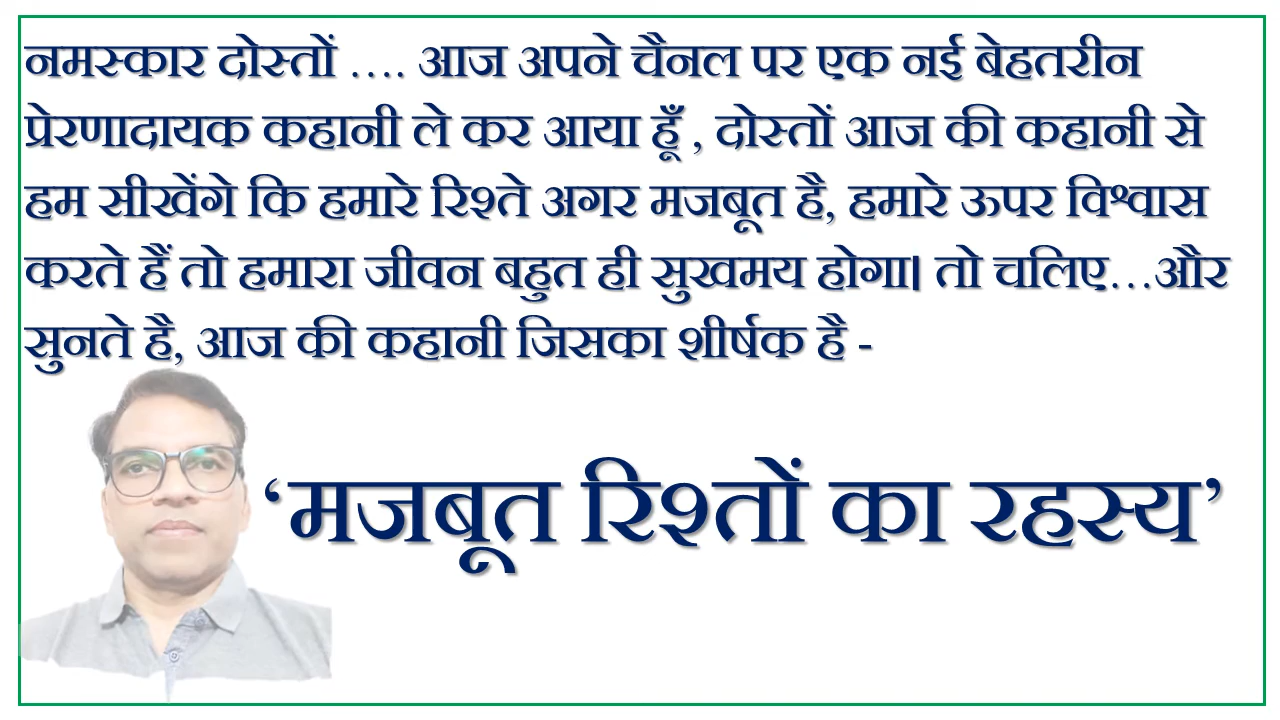 नमस्कार दोस्तों .... आज अपने चैनल पर एक नई बेहतरीन
प्रेरणादायक कहानी ले कर आया हूँ , दोस्तों आज की कहानी से
हम सीखेंगे कि हमारे रिश्ते अगर मजबूत है, हमारे ऊपर विश्वास
करते हैं तो हमारा जीवन बहुत ही सुखमय होगा। तो चलिए...और
सुनते है, आज की कहानी जिसका शीर्षक है -
‘मजबूत रिश्तों का रहस्य’